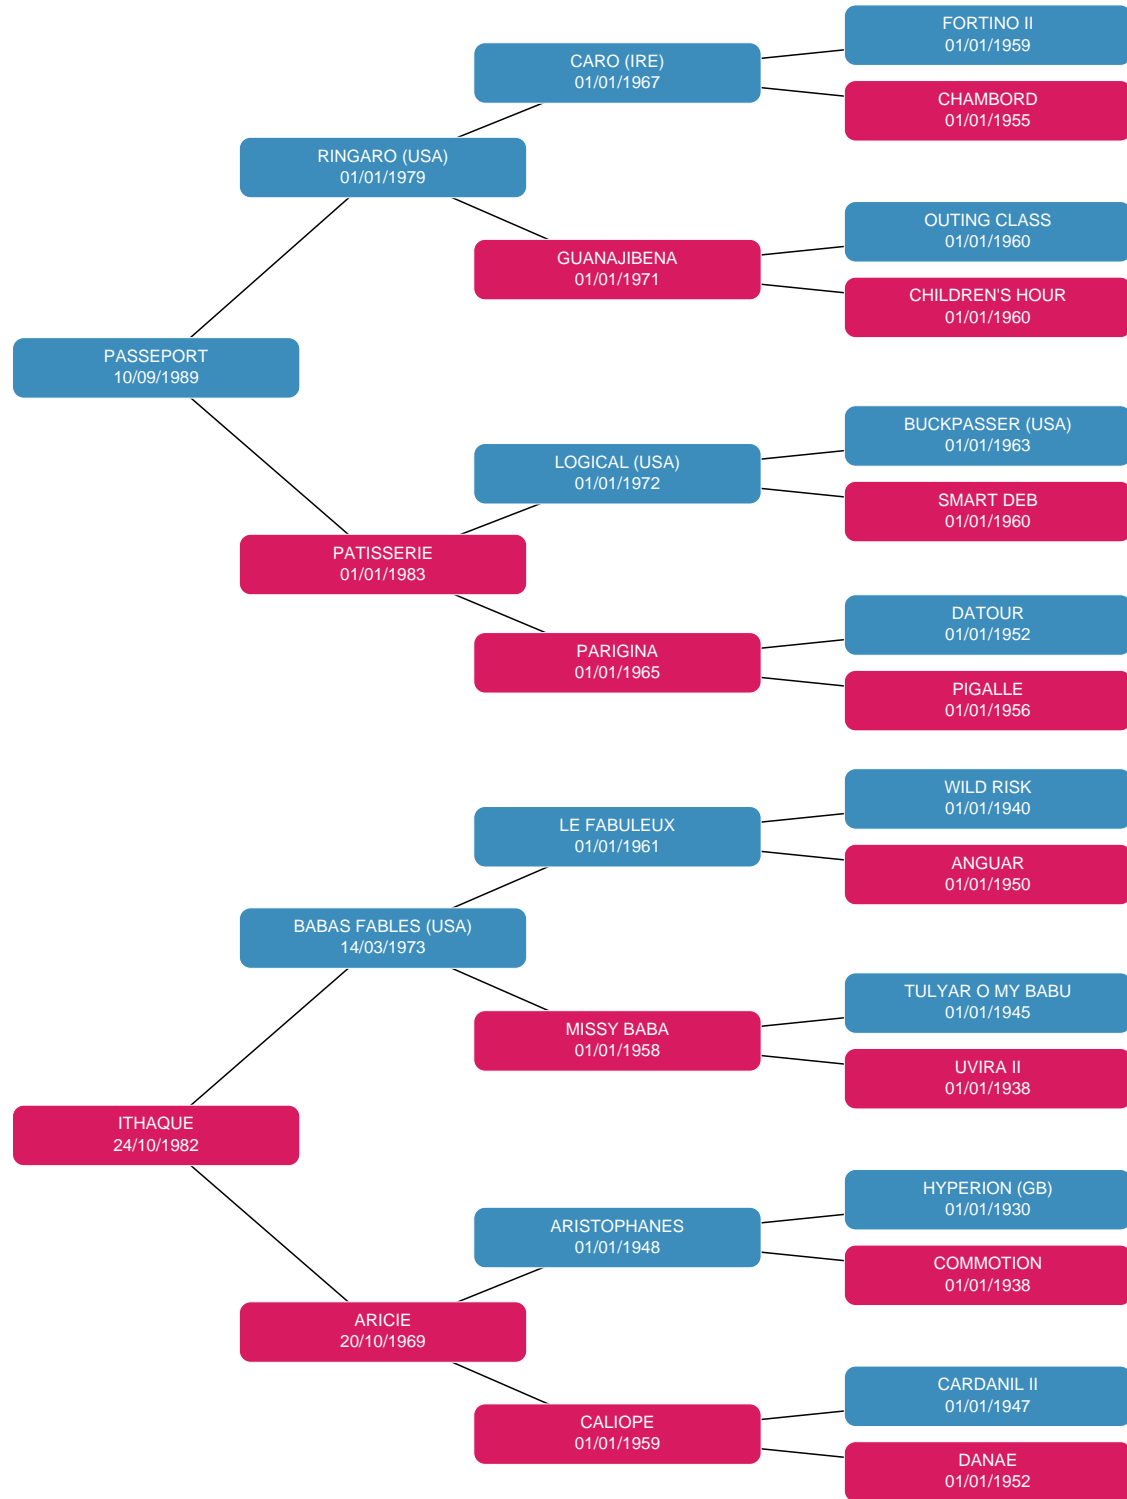 FORTINO II
01/01/1959
CARO (IRE)
01/01/1967
CHAMBORD
01/01/1955
RINGARO (USA)
01/01/1979
OUTING CLASS
01/01/1960
GUANAJIBENA
01/01/1971
CHILDREN'S HOUR
01/01/1960
PASSEPORT
10/09/1989
BUCKPASSER (USA)
01/01/1963
LOGICAL (USA)
01/01/1972
SMART DEB
01/01/1960
PATISSERIE
01/01/1983
DATOUR
01/01/1952
PARIGINA
01/01/1965
PIGALLE
01/01/1956
WILD RISK
01/01/1940
LE FABULEUX
01/01/1961
ANGUAR
01/01/1950
BABAS FABLES (USA)
14/03/1973
TULYAR O MY BABU
01/01/1945
MISSY BABA
01/01/1958
UVIRA II
01/01/1938
ITHAQUE
24/10/1982
HYPERION (GB)
01/01/1930
ARISTOPHANES
01/01/1948
COMMOTION
01/01/1938
ARICIE
20/10/1969
CARDANIL II
01/01/1947
CALIOPE
01/01/1959
DANAE
01/01/1952